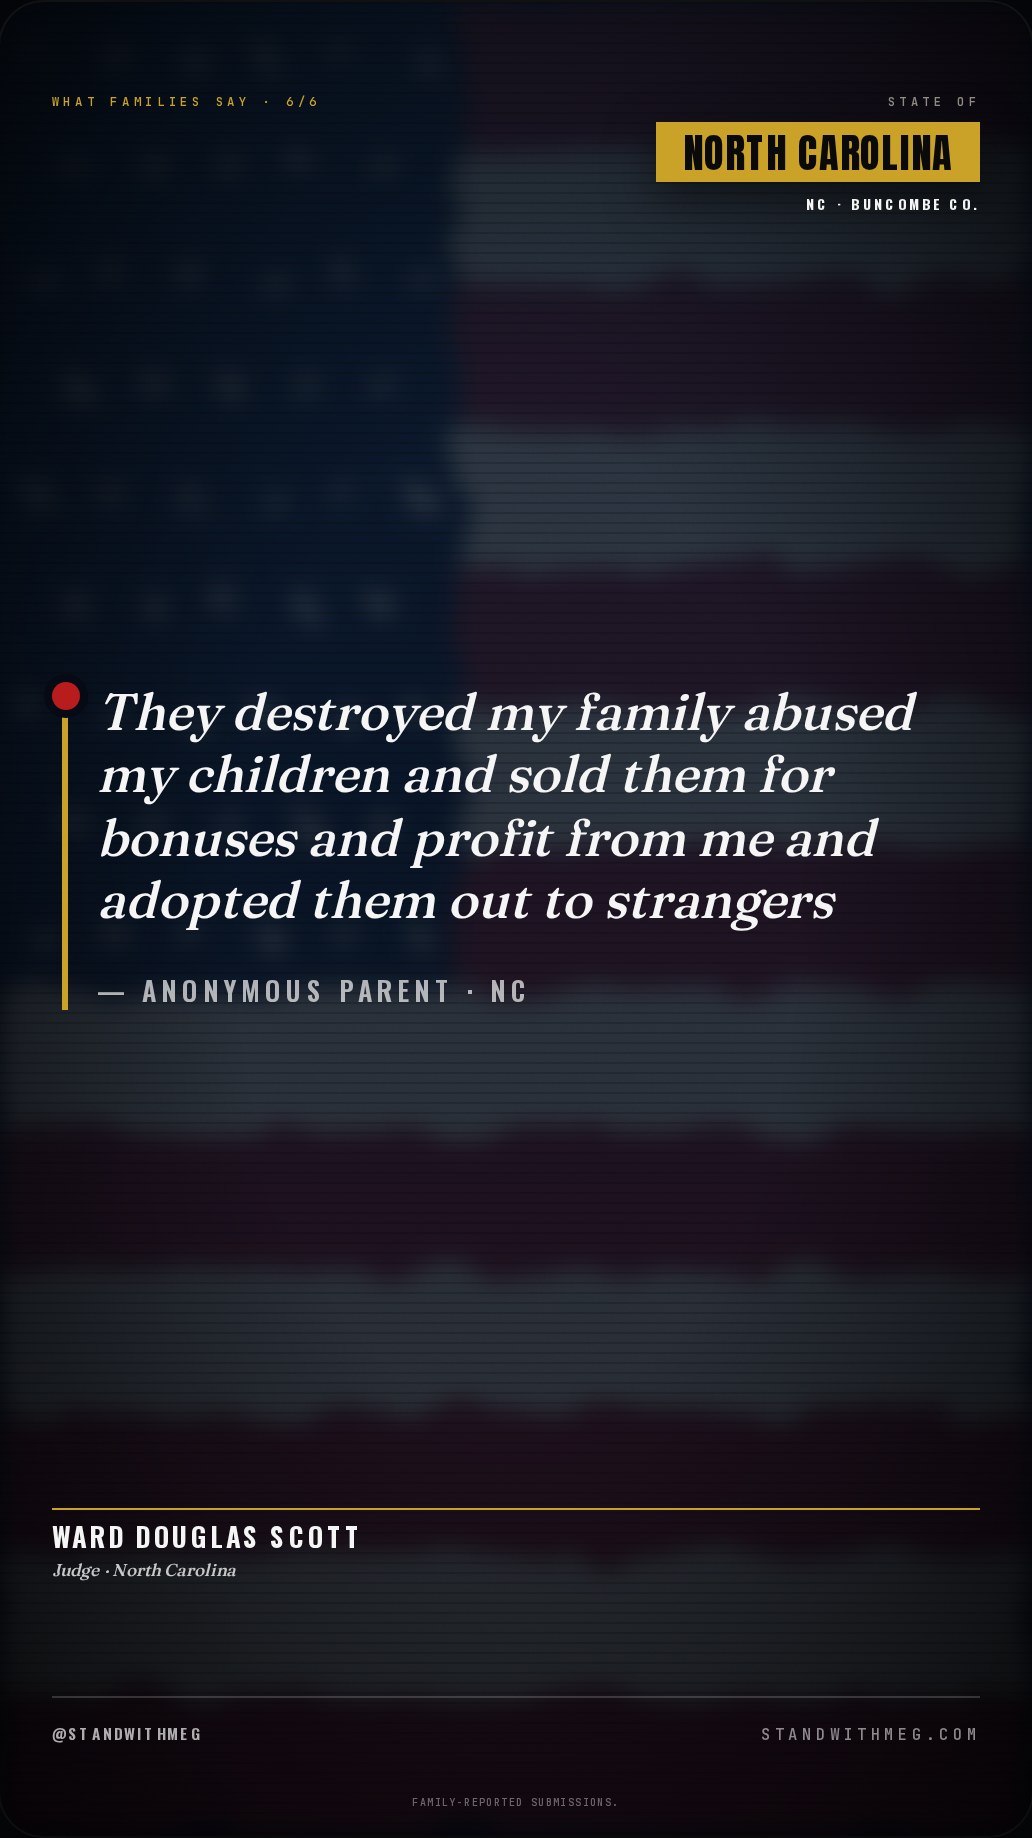 WHAT FAMILIES SAY · 6/6
STATE OF
NORTH CAROLINA
NC · BUNCOMBE CO.
They destroyed my family abused
my children and sold them for
bonuses and profit from me and
adopted them out to strangers
— ANONYMOUS PARENT · NC
WARD DOUGLAS SCOTT
Judge · North Carolina
@STANDWITHMEG
STANDWITHMEG.COM
FAMILY-REPORTED SUBMISSIONS.